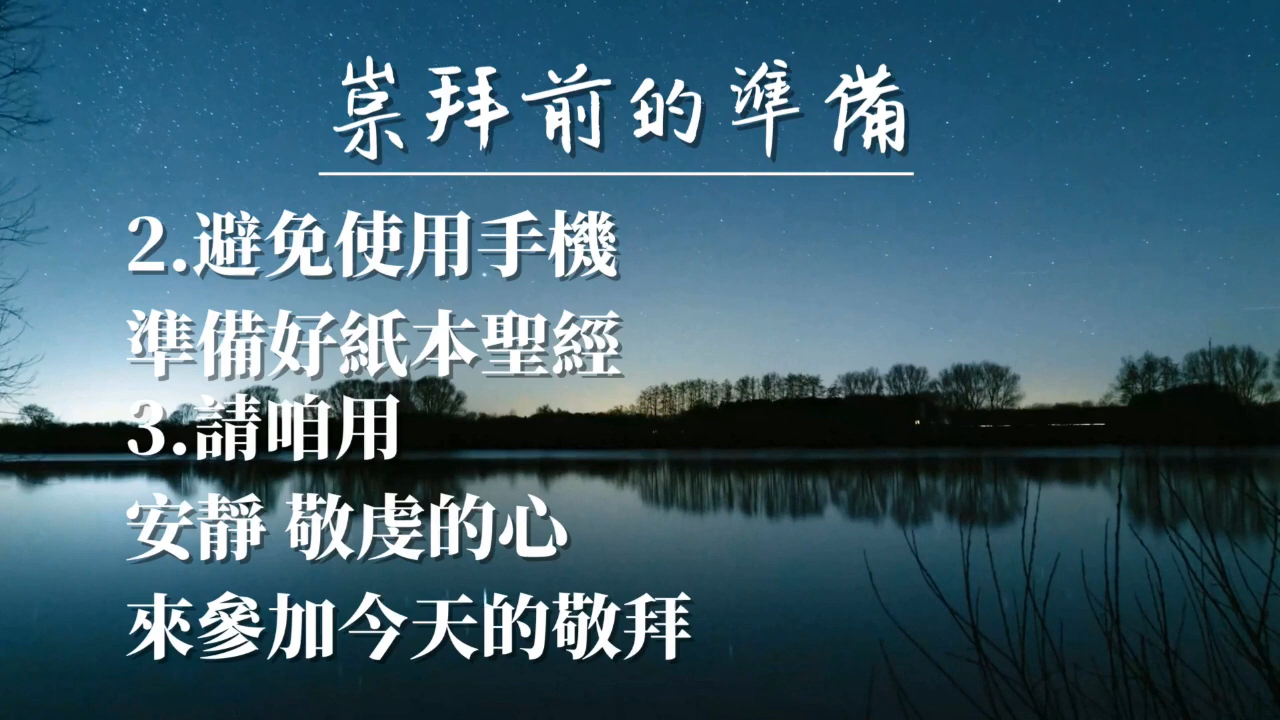 崇拜前的準備
2.避免使用手機
準備好紙本聖經
3.請咱用
安靜 敬虔的心
來參加今天的敬拜